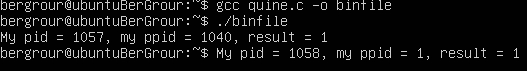 bergrour@ubuntuBerGrour:~$ gcc quine.c -o binfile
bergrour@ubuntuBerGrour:~$ ./binfile
My pid = 1057, my ppid = 1040, result = 1
bergrour@ubuntuBerGrour:~$ My pid = 1058, my ppid = 1, result = 1